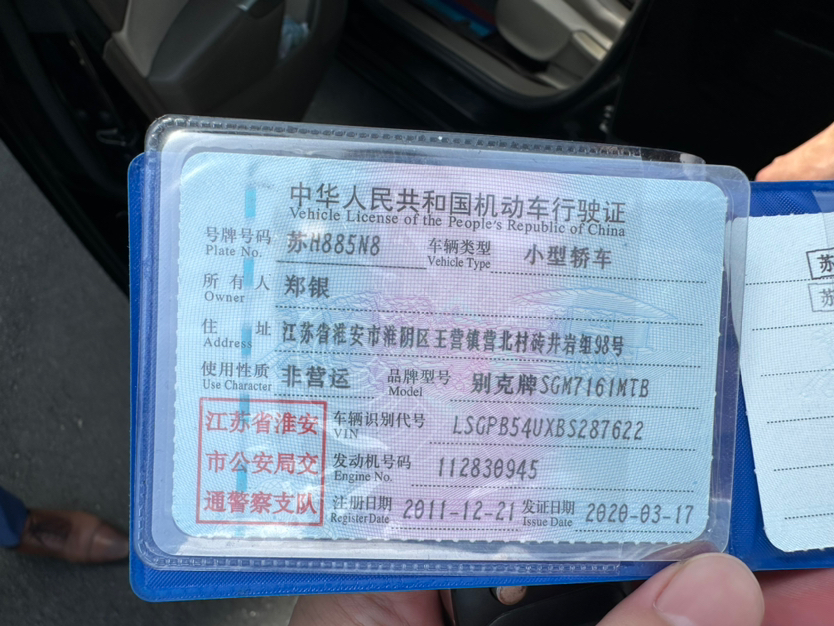 中华人民共和国机动车行驶证
Vehicle License of the People's Republic of China
号牌号码 苏H885N8 车辆类型 小型轿车
Plate No. Vehicle Type
所有人 郑银
Owner
住址 江苏省淮安市淮阴区王营镇营北村砖井岩组98号
Address
使用性质 非营运 品牌型号 别克牌SGM7161MTB
Use Character Model
江苏省淮安 车辆识别代号 LSGPB54UXBS287622
VIN
市公安局交 发动机号码 112830945
Engine No.
通警察支队 注册日期 2011-12-21 发证日期 2020-03-17
Register Date Issue Date
苏
苏